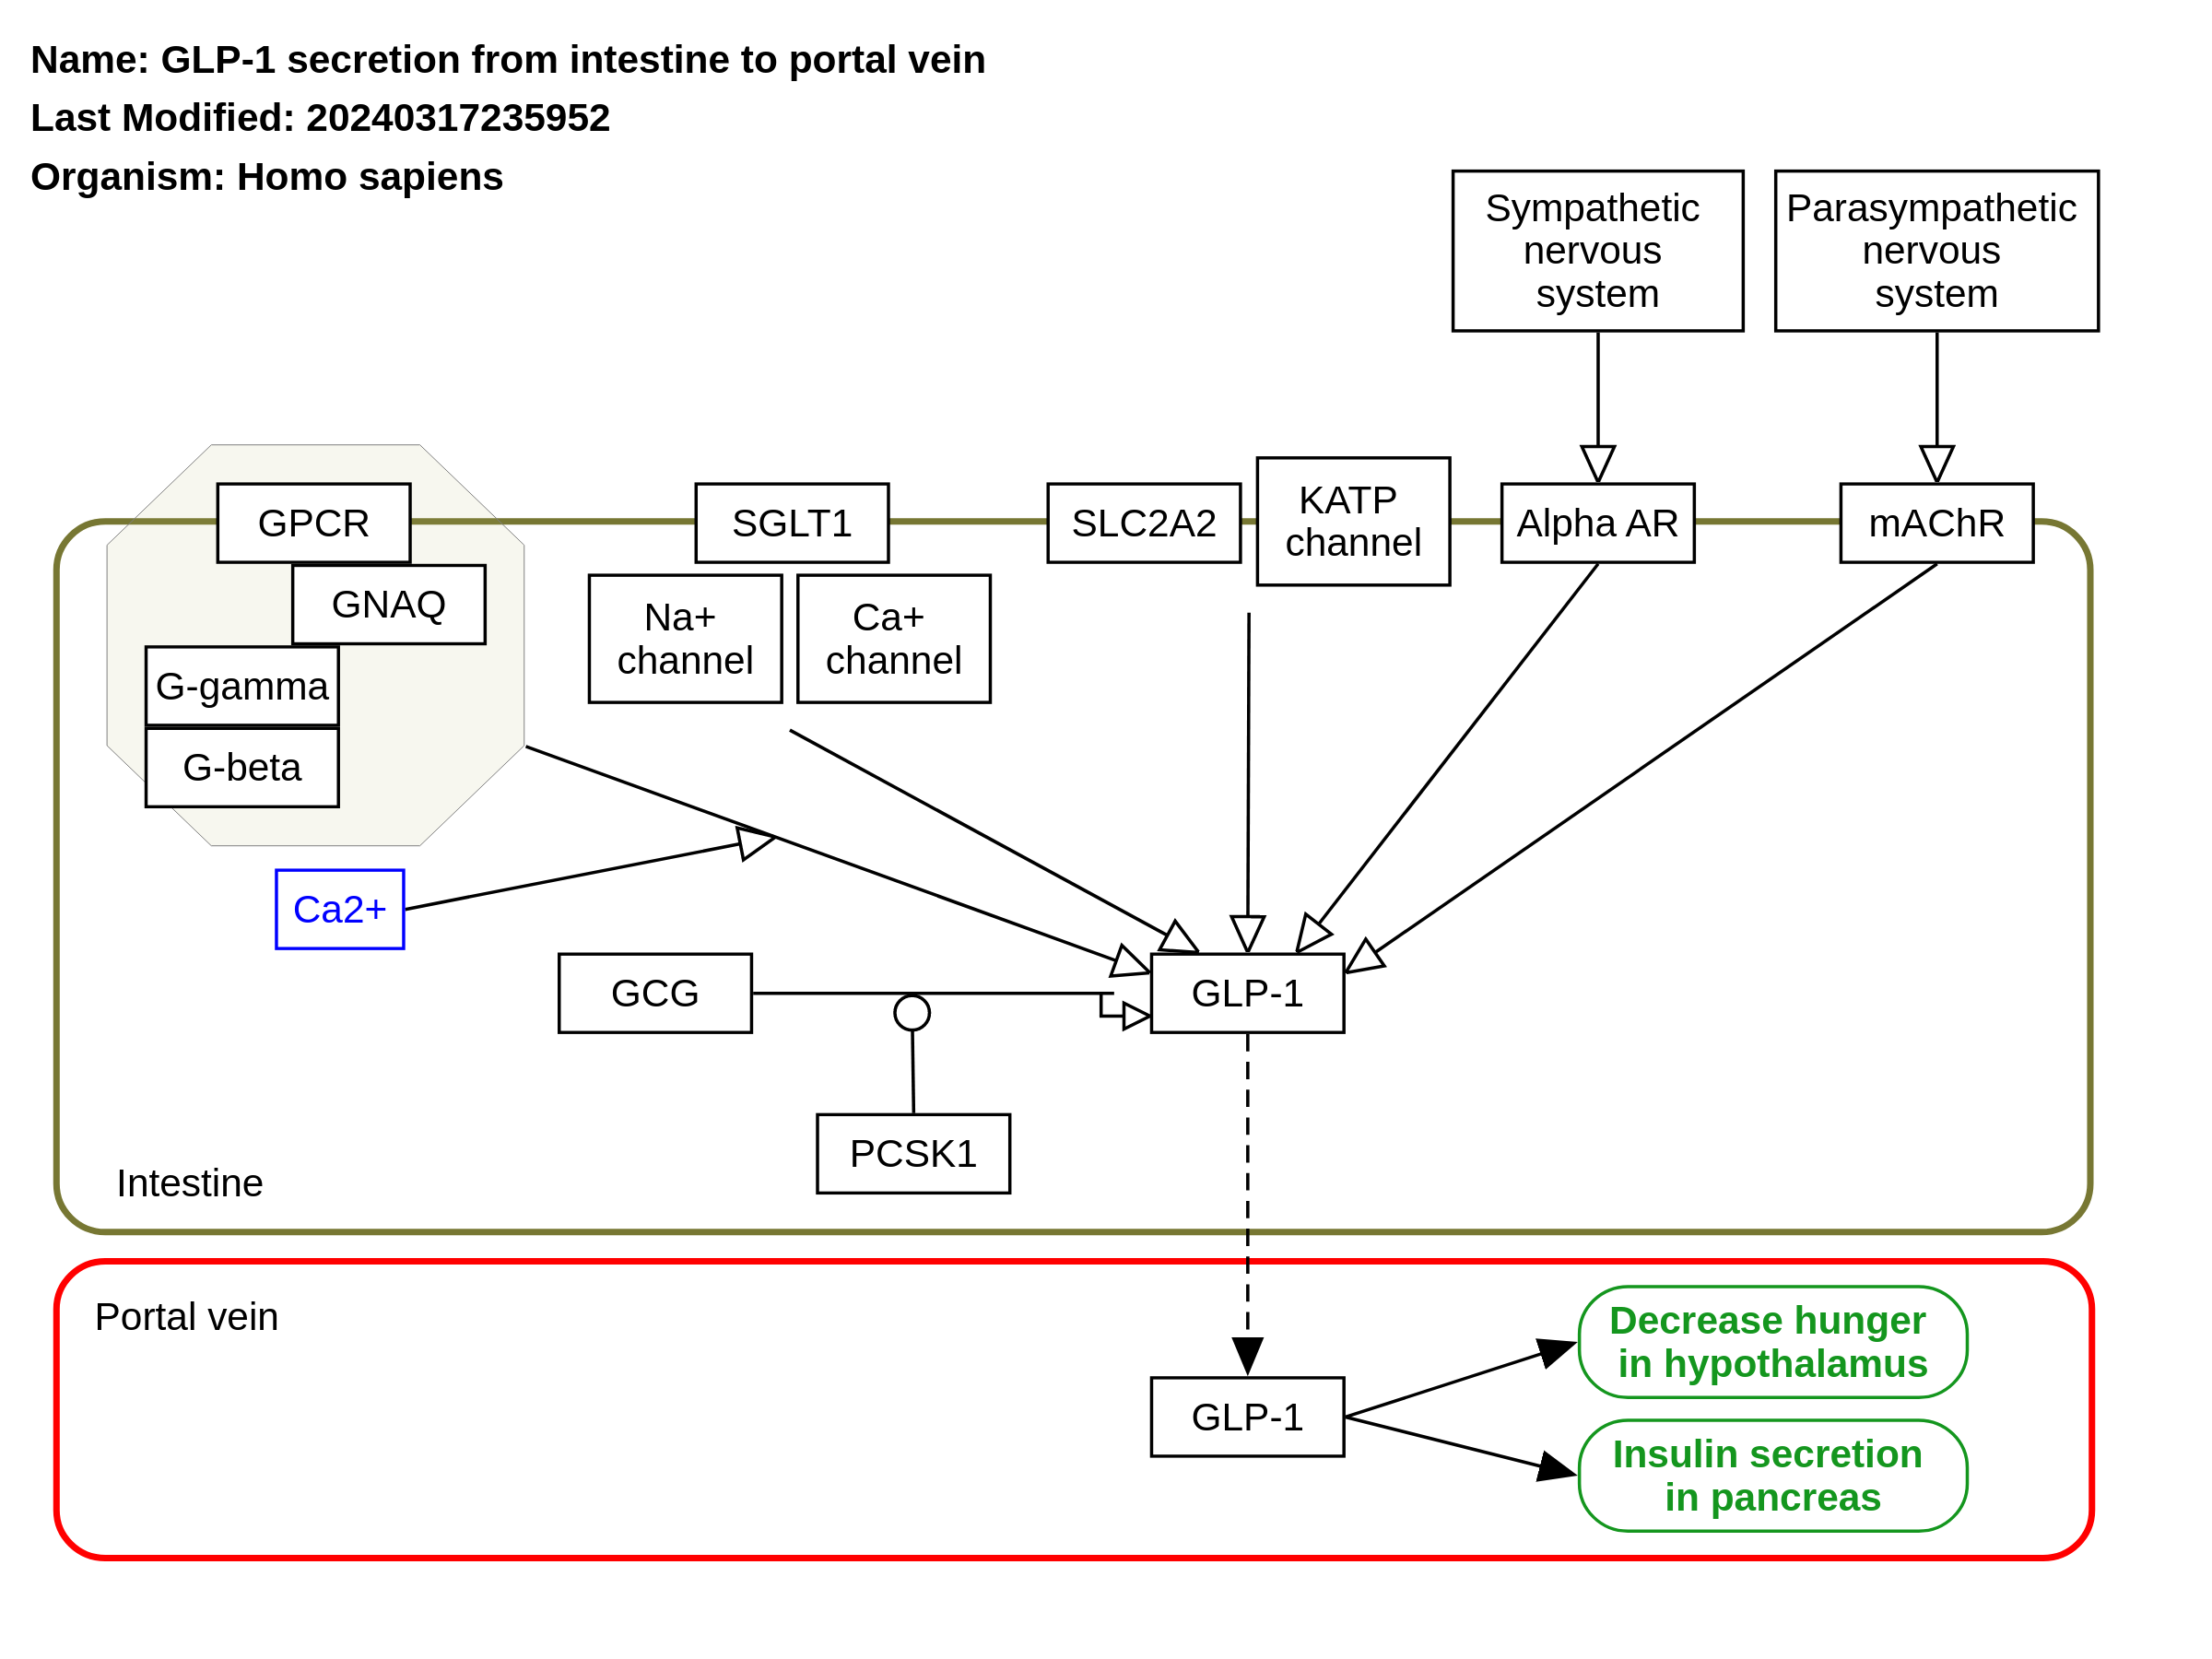 Name: GLP-1 secretion from intestine to portal vein
Last Modified: 20240317235952
Organism: Homo sapiens
Sympathetic
nervous
system
Parasympathetic
nervous
system
GPCR
SGLT1
SLC2A2
KATP
channel
Alpha AR
mAChR
GNAQ
Na+
channel
Ca+
channel
G-gamma
G-beta
Ca2+
GCG
GLP-1
PCSK1
Intestine
Portal vein
Decrease hunger
in hypothalamus
GLP-1
Insulin secretion
in pancreas